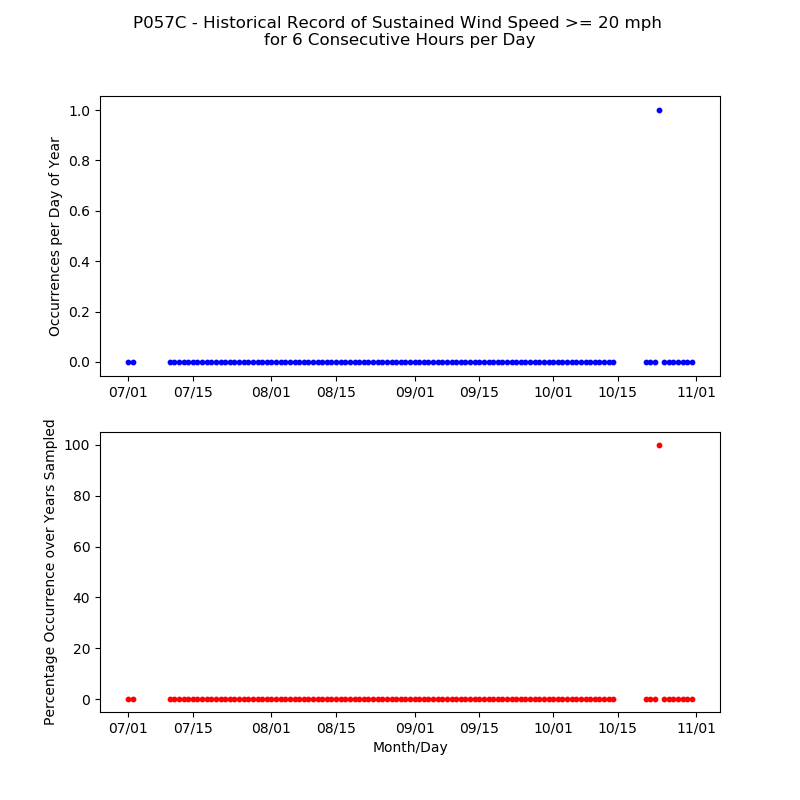 P057C - Historical Record of Sustained Wind Speed >= 20 mph
for 6 Consecutive Hours per Day
Occurrences per Day of Year
1.0
0.8
0.6
0.4
0.2
0.0
07/01 07/15 08/01 08/15 09/01 09/15 10/01 10/15 11/01
Percentage Occurrence over Years Sampled
100
80
60
40
20
0
07/01 07/15 08/01 08/15 09/01 09/15 10/01 10/15 11/01
Month/Day